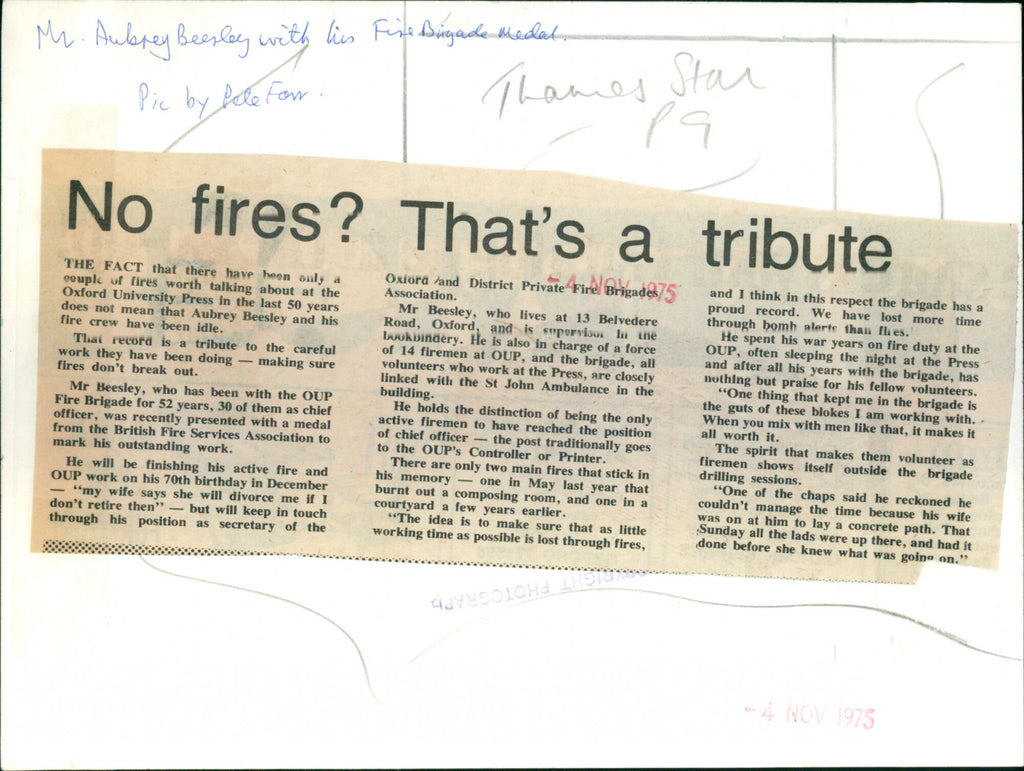 Mr. Aubrey Beesley with his Fire Brigade Medal.
Pic by Pete Farr.
Thames Star
P 9
No fires? That's a tribute
THE FACT that there have been only a
couple of fires worth talking about at the
Oxford University Press in the last 50 years
does not mean that Aubrey Beesley and his
fire crew have been idle.
That record is a tribute to the careful
work they have been doing — making sure
fires don't break out.
Mr Beesley, who has been with the OUP
Fire Brigade for 52 years, 30 of them as chief
officer, was recently presented with a medal
from the British Fire Services Association to
mark his outstanding work.
He will be finishing his active fire and
OUP work on his 70th birthday in December
— "my wife says she will divorce me if I
don't retire then" — but will keep in touch
through his position as secretary of the
Oxford and District Private Fire Brigades
Association.
- 4 NOV 1975
Mr Beesley, who lives at 13 Belvedere
Road, Oxford, and is supervisor in the
bookbindery. He is also in charge of a force
of 14 firemen at OUP, and the brigade, all
volunteers who work at the Press, are closely
linked with the St John Ambulance in the
building.
He holds the distinction of being the only
active firemen to have reached the position
of chief officer — the post traditionally goes
to the OUP's Controller or Printer.
There are only two main fires that stick in
his memory — one in May last year that
burnt out a composing room, and one in a
courtyard a few years earlier.
"The idea is to make sure that as little
working time as possible is lost through fires,
and I think in this respect the brigade has a
proud record. We have lost more time
through bomb alerts than fires."
He spent his war years on fire duty at the
OUP, often sleeping the night at the Press
and after all his years with the brigade, has
nothing but praise for his fellow volunteers.
"One thing that kept me in the brigade is
the guts of these blokes I am working with.
When you mix with men like that, it makes it
all worth it.
The spirit that makes them volunteer as
firemen shows itself outside the brigade
drilling sessions.
"One of the chaps said he reckoned he
couldn't manage the time because his wife
was on at him to lay a concrete path. That
Sunday all the lads were up there, and had it
done before she knew what was going on."
PHOTOGRAPH
- 4 NOV 1975